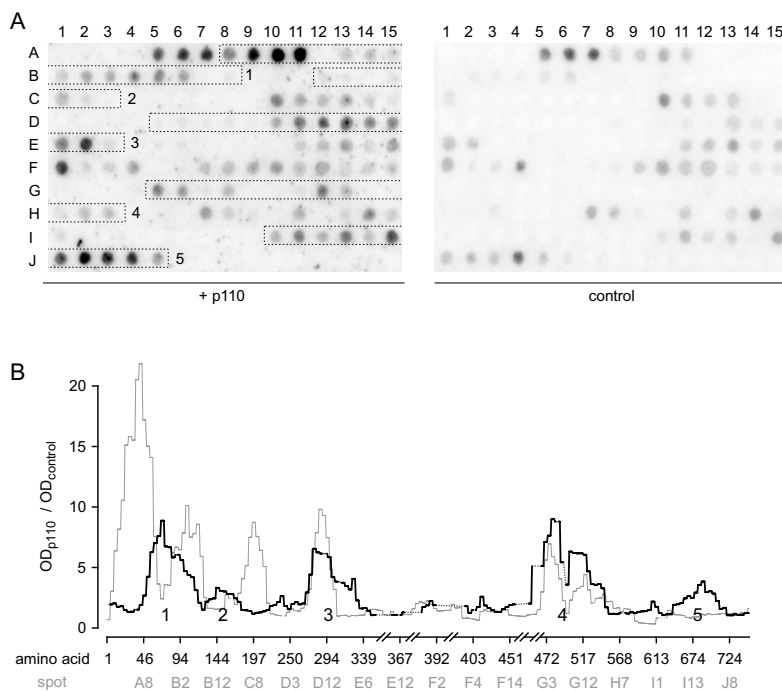 A
1 2 3 4 5 6 7 8 9 10 11 12 13 14 15
1 2 3 4 5 6 7 8 9 10 11 12 13 14 15
A
B
1
C
2
D
E
3
F
G
H
4
I
J
5
+ p110
control
B
OD p110 / OD control
20
15
10
5
0
1 2 3 4 5
amino acid 1 46 94 144 197 250 294 339 367 392 403 451 472 517 568 613 674 724
spot A8 B2 B12 C8 D3 D12 E6 E12 F2 F4 F14 G3 G12 H7 I1 I13 J8